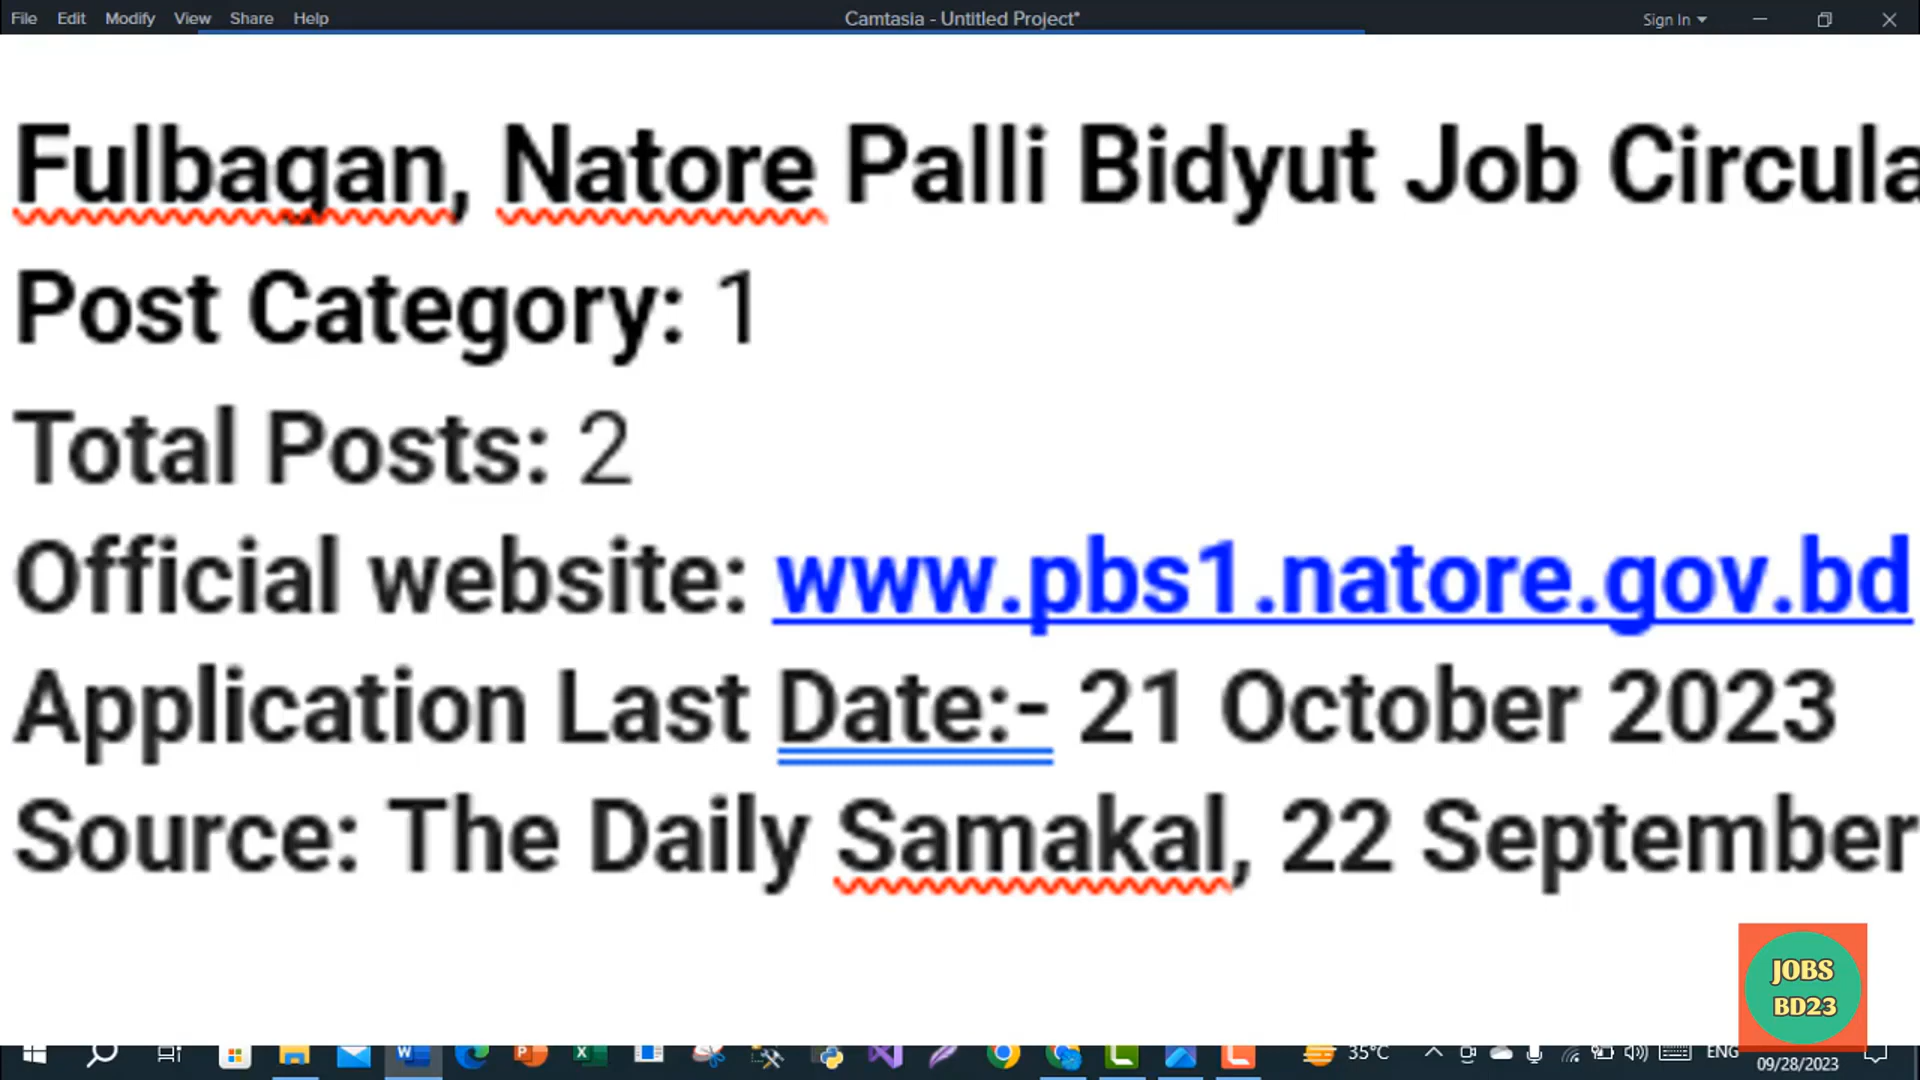 File Edit Modify View Share Help Camtasia - Untitled Project* Sign In
Fulbagan, Natore Palli Bidyut Job Circula
Post Category: 1
Total Posts: 2
Official website: www.pbs1.natore.gov.bd
Application Last Date:- 21 October 2023
Source: The Daily Samakal, 22 September
JOBS
BD23
35°C ENG
09/28/2023